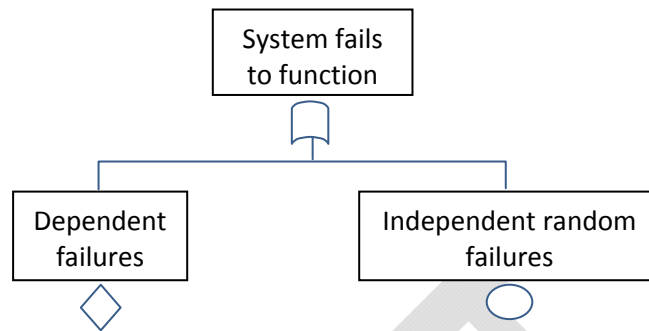 System fails
to function
Dependent
failures
Independent random
failures